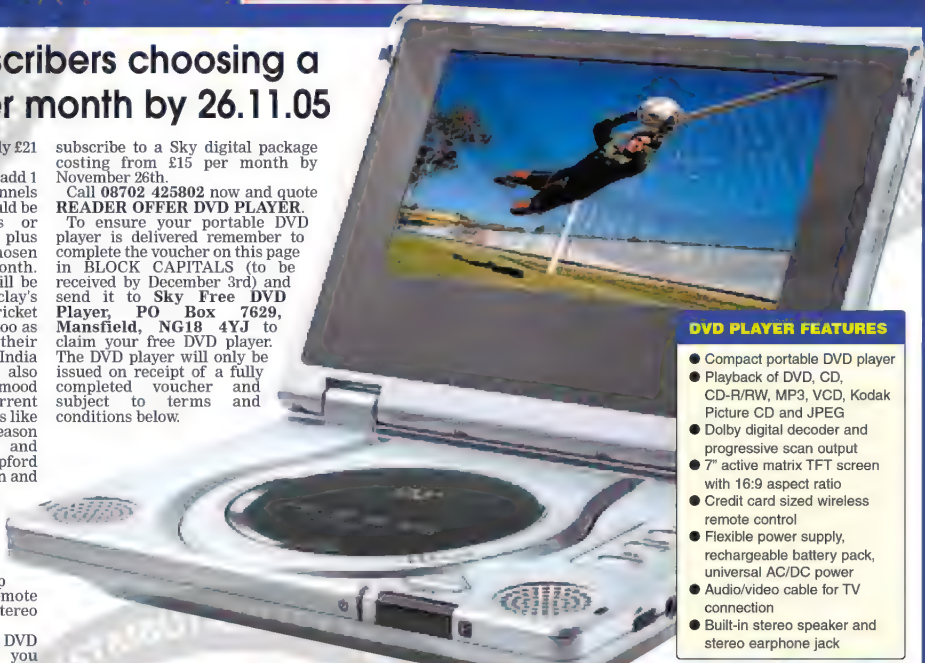 scribers choosing a
er month by 26.11.05
ly £21
add 1
nnels
ld be
s or
plus
hosen
onth.
ill be
clay's
ricket
oo as
their
India
also
mood
rrent
s like
eason
and
pford
n and
p
mote
tereo
DVD
you
subscribe to a Sky digital package
costing from £15 per month by
November 26th.
Call 08702 425802 now and quote
READER OFFER DVD PLAYER.
To ensure your portable DVD
player is delivered remember to
complete the voucher on this page
in BLOCK CAPITALS (to be
received by December 3rd) and
send it to Sky Free DVD
Player, PO Box 7629,
Mansfield, NG18 4YJ to
claim your free DVD player.
The DVD player will only be
issued on receipt of a fully
completed voucher and
subject to terms and
conditions below.
DVD PLAYER FEATURES
● Compact portable DVD player
● Playback of DVD, CD,
CD-R/RW, MP3, VCD, Kodak
Picture CD and JPEG
● Dolby digital decoder and
progressive scan output
● 7" active matrix TFT screen
with 16:9 aspect ratio
● Credit card sized wireless
remote control
● Flexible power supply,
rechargeable battery pack,
universal AC/DC power
● Audio/video cable for TV
connection
● Built-in stereo speaker and
stereo earphone jack